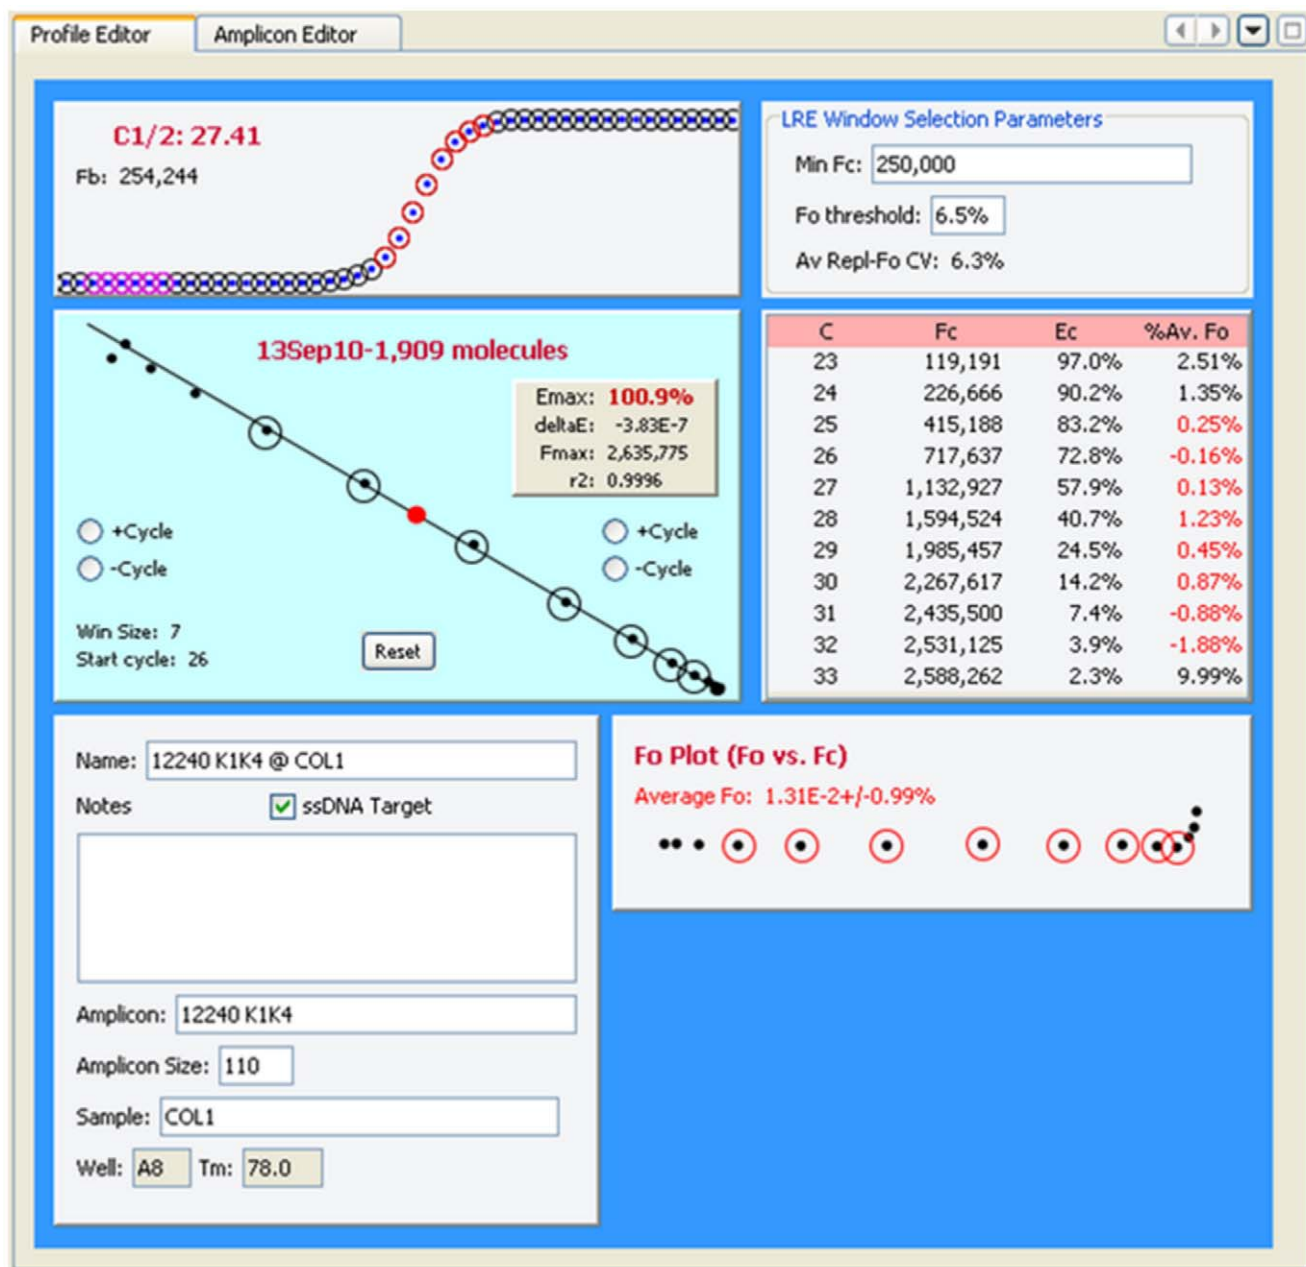 Profile Editor
Amplicon Editor
C1/2: 27.41
Fb: 254,244
LRE Window Selection Parameters
Min Fc: 250,000
Fo threshold: 6.5%
Av Repl-Fo CV: 6.3%
13Sep10-1,909 molecules
Emax: 100.9%
deltaE: -3.83E-7
Fmax: 2,635,775
r2: 0.9996
+Cycle
-Cycle
+Cycle
-Cycle
Win Size: 7
Start cycle: 26
Reset
C Fc Ec %Av. Fo
23 119,191 97.0% 2.51%
24 226,666 90.2% 1.35%
25 415,188 83.2% 0.25%
26 717,637 72.8% -0.16%
27 1,132,927 57.9% 0.13%
28 1,594,524 40.7% 1.23%
29 1,985,457 24.5% 0.45%
30 2,267,617 14.2% 0.87%
31 2,435,500 7.4% -0.88%
32 2,531,125 3.9% -1.88%
33 2,588,262 2.3% 9.99%
Name: 12240 K1K4 @ COL1
Notes
ssDNA Target
Amplicon: 12240 K1K4
Amplicon Size: 110
Sample: COL1
Well: A8 Tm: 78.0
Fo Plot (Fo vs. Fc)
Average Fo: 1.31E-2+/-0.99%